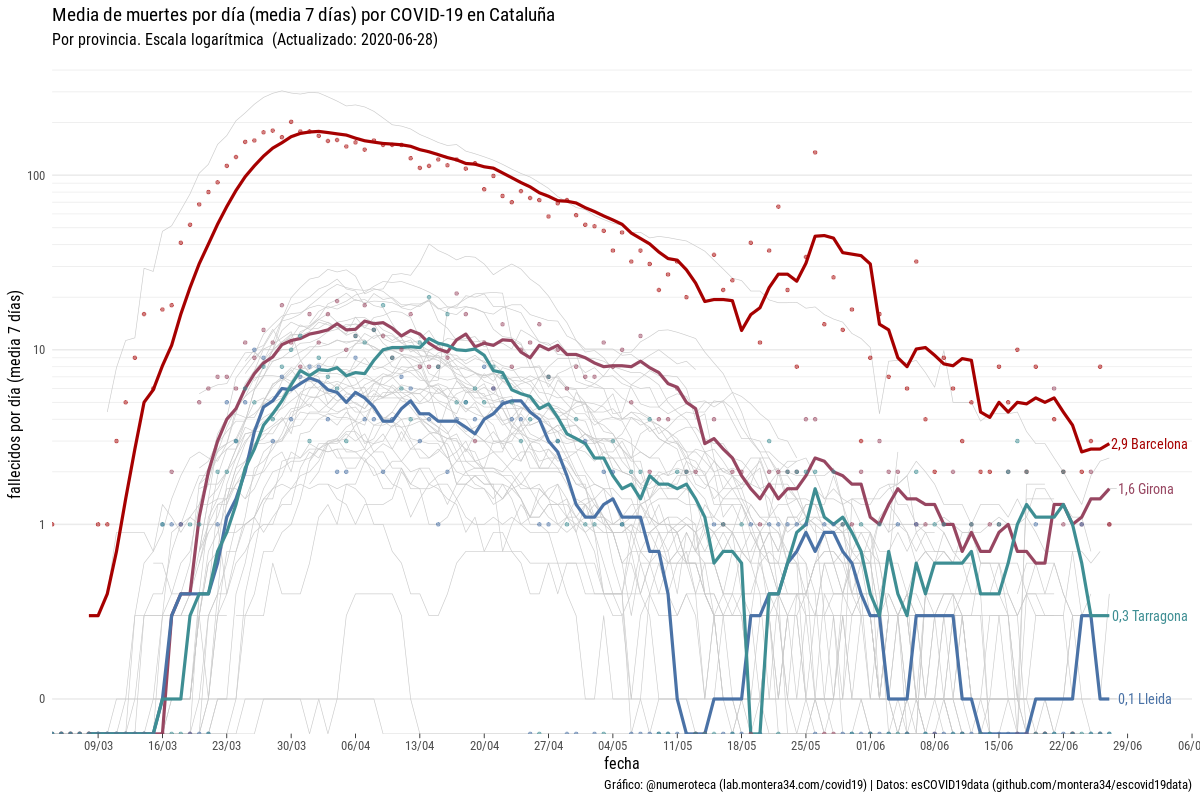 Media de muertes por día (media 7 días) por COVID-19 en Cataluña
Por provincia. Escala logarítmica (Actualizado: 2020-06-28)
fallecidos por día (media 7 días)
100
10
1
0
2,9 Barcelona
1,6 Girona
0,3 Tarragona
0,1 Lleida
09/03 16/03 23/03 30/03 06/04 13/04 20/04 27/04 04/05 11/05 18/05 25/05 01/06 08/06 15/06 22/06 29/06 06/0
fecha
Gráfico: @numeroteca (lab.montera34.com/covid19) | Datos: esCOVID19data (github.com/montera34/escovid19data)